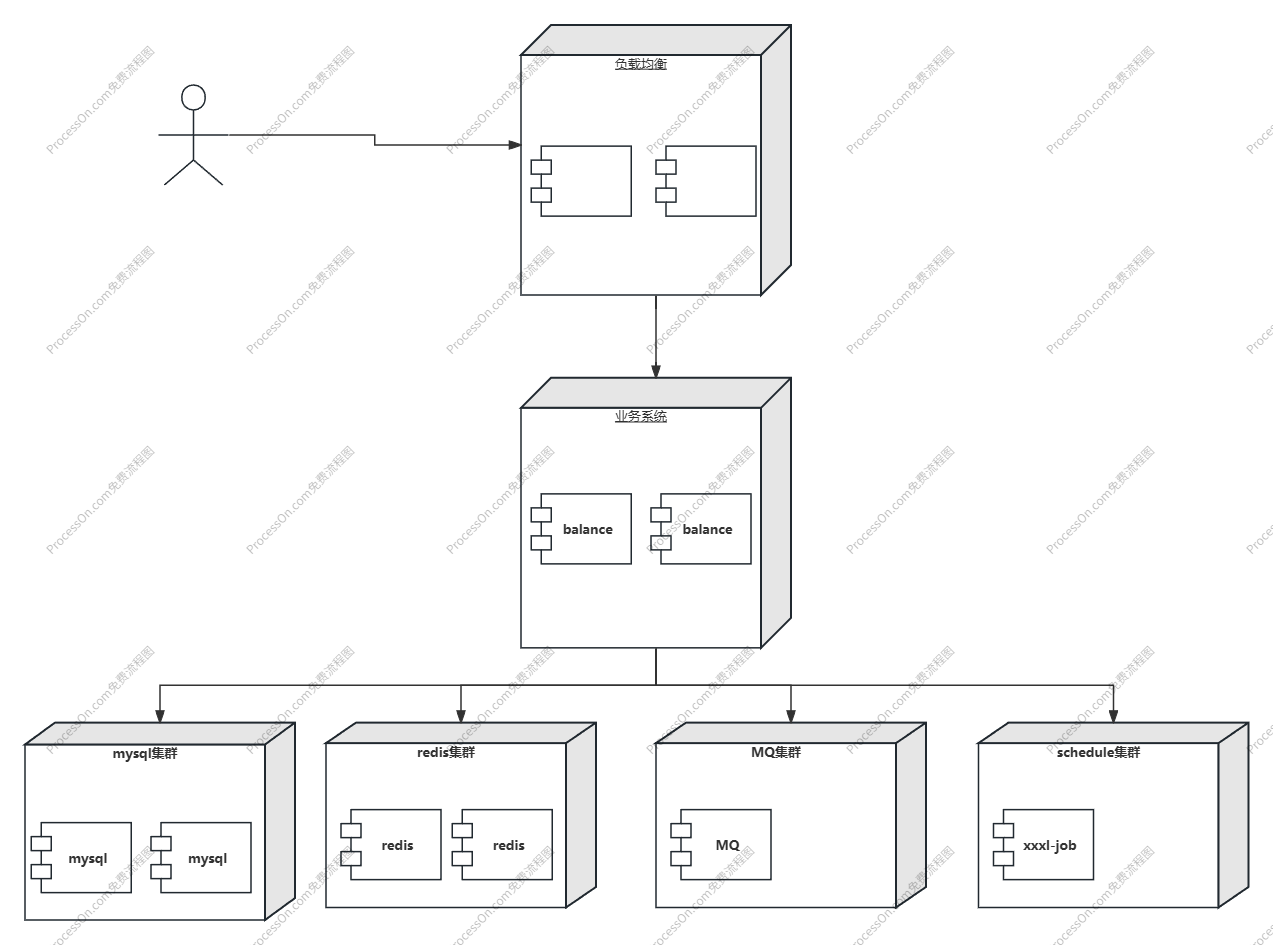 负载均衡
业务系统
balance
balance
mysql集群
redis集群
MQ集群
schedule集群
mysql
mysql
redis
redis
MQ
xxxl-job
ProcessOn.com免费流程图